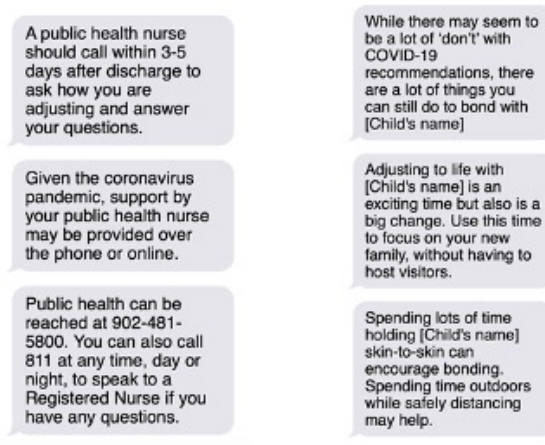 A public health nurse
should call within 3-5
days after discharge to
ask how you are
adjusting and answer
your questions.
Given the coronavirus
pandemic, support by
your public health nurse
may be provided over
the phone or online.
Public health can be
reached at 902-481-
5800. You can also call
811 at any time, day or
night, to speak to a
Registered Nurse if you
have any questions.
While there may seem to
be a lot of 'don't' with
COVID-19
recommendations, there
are a lot of things you
can still do to bond with
[Child's name]
Adjusting to life with
[Child's name] is an
exciting time but also is a
big change. Use this time
to focus on your new
family, without having to
host visitors.
Spending lots of time
holding [Child's name]
skin-to-skin can
encourage bonding.
Spending time outdoors
while safely distancing
may help.